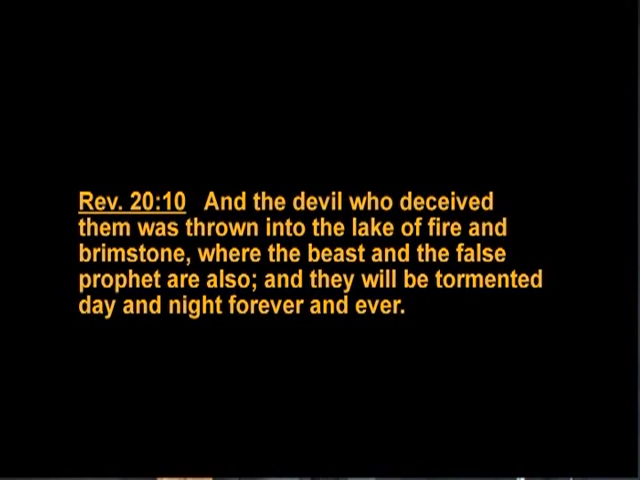 Rev. 20:10 And the devil who deceived
them was thrown into the lake of fire and
brimstone, where the beast and the false
prophet are also; and they will be tormented
day and night forever and ever.